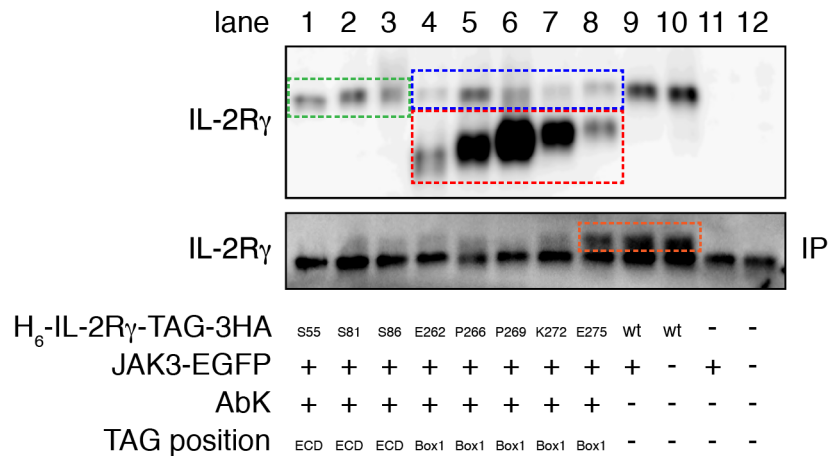 lane 1 2 3 4 5 6 7 8 9 10 11 12
IL-2Rγ
IL-2Rγ IP
H₆-IL-2Rγ-TAG-3HA S55 S81 S86 E262 P266 P269 K272 E275 wt wt - -
JAK3-EGFP + + + + + + + + + - + -
AbK + + + + + + + + - - - -
TAG position ECD ECD ECD Box1 Box1 Box1 Box1 Box1 - - - -